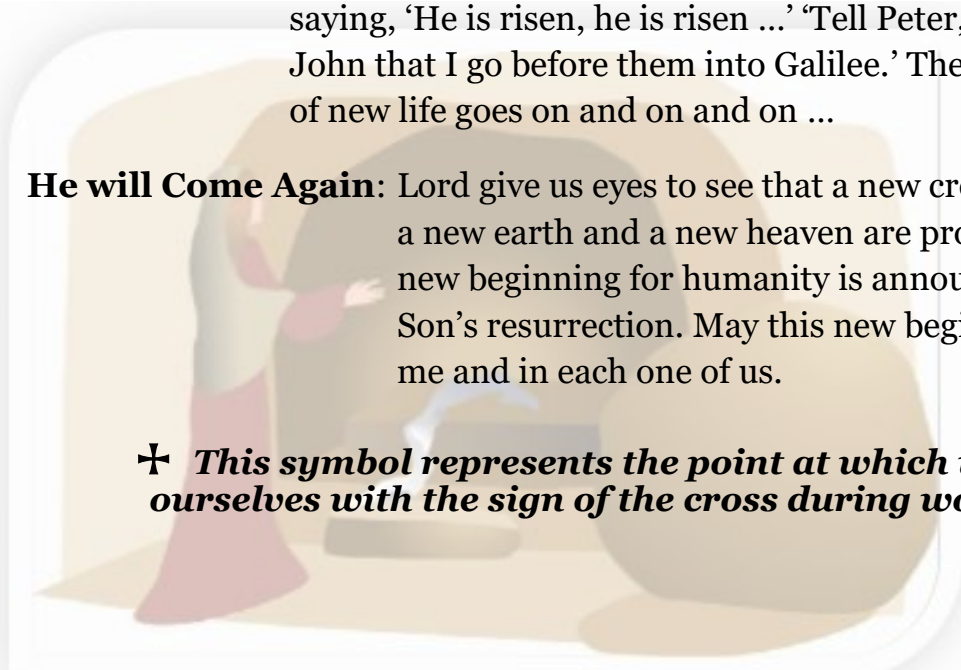 saying, ‘He is risen, he is risen …’ ‘Tell Peter,
John that I go before them into Galilee.’ The
of new life goes on and on and on …
He will Come Again: Lord give us eyes to see that a new cre
a new earth and a new heaven are pro
new beginning for humanity is annou
Son’s resurrection. May this new begi
me and in each one of us.
✢ This symbol represents the point at which
ourselves with the sign of the cross during wo